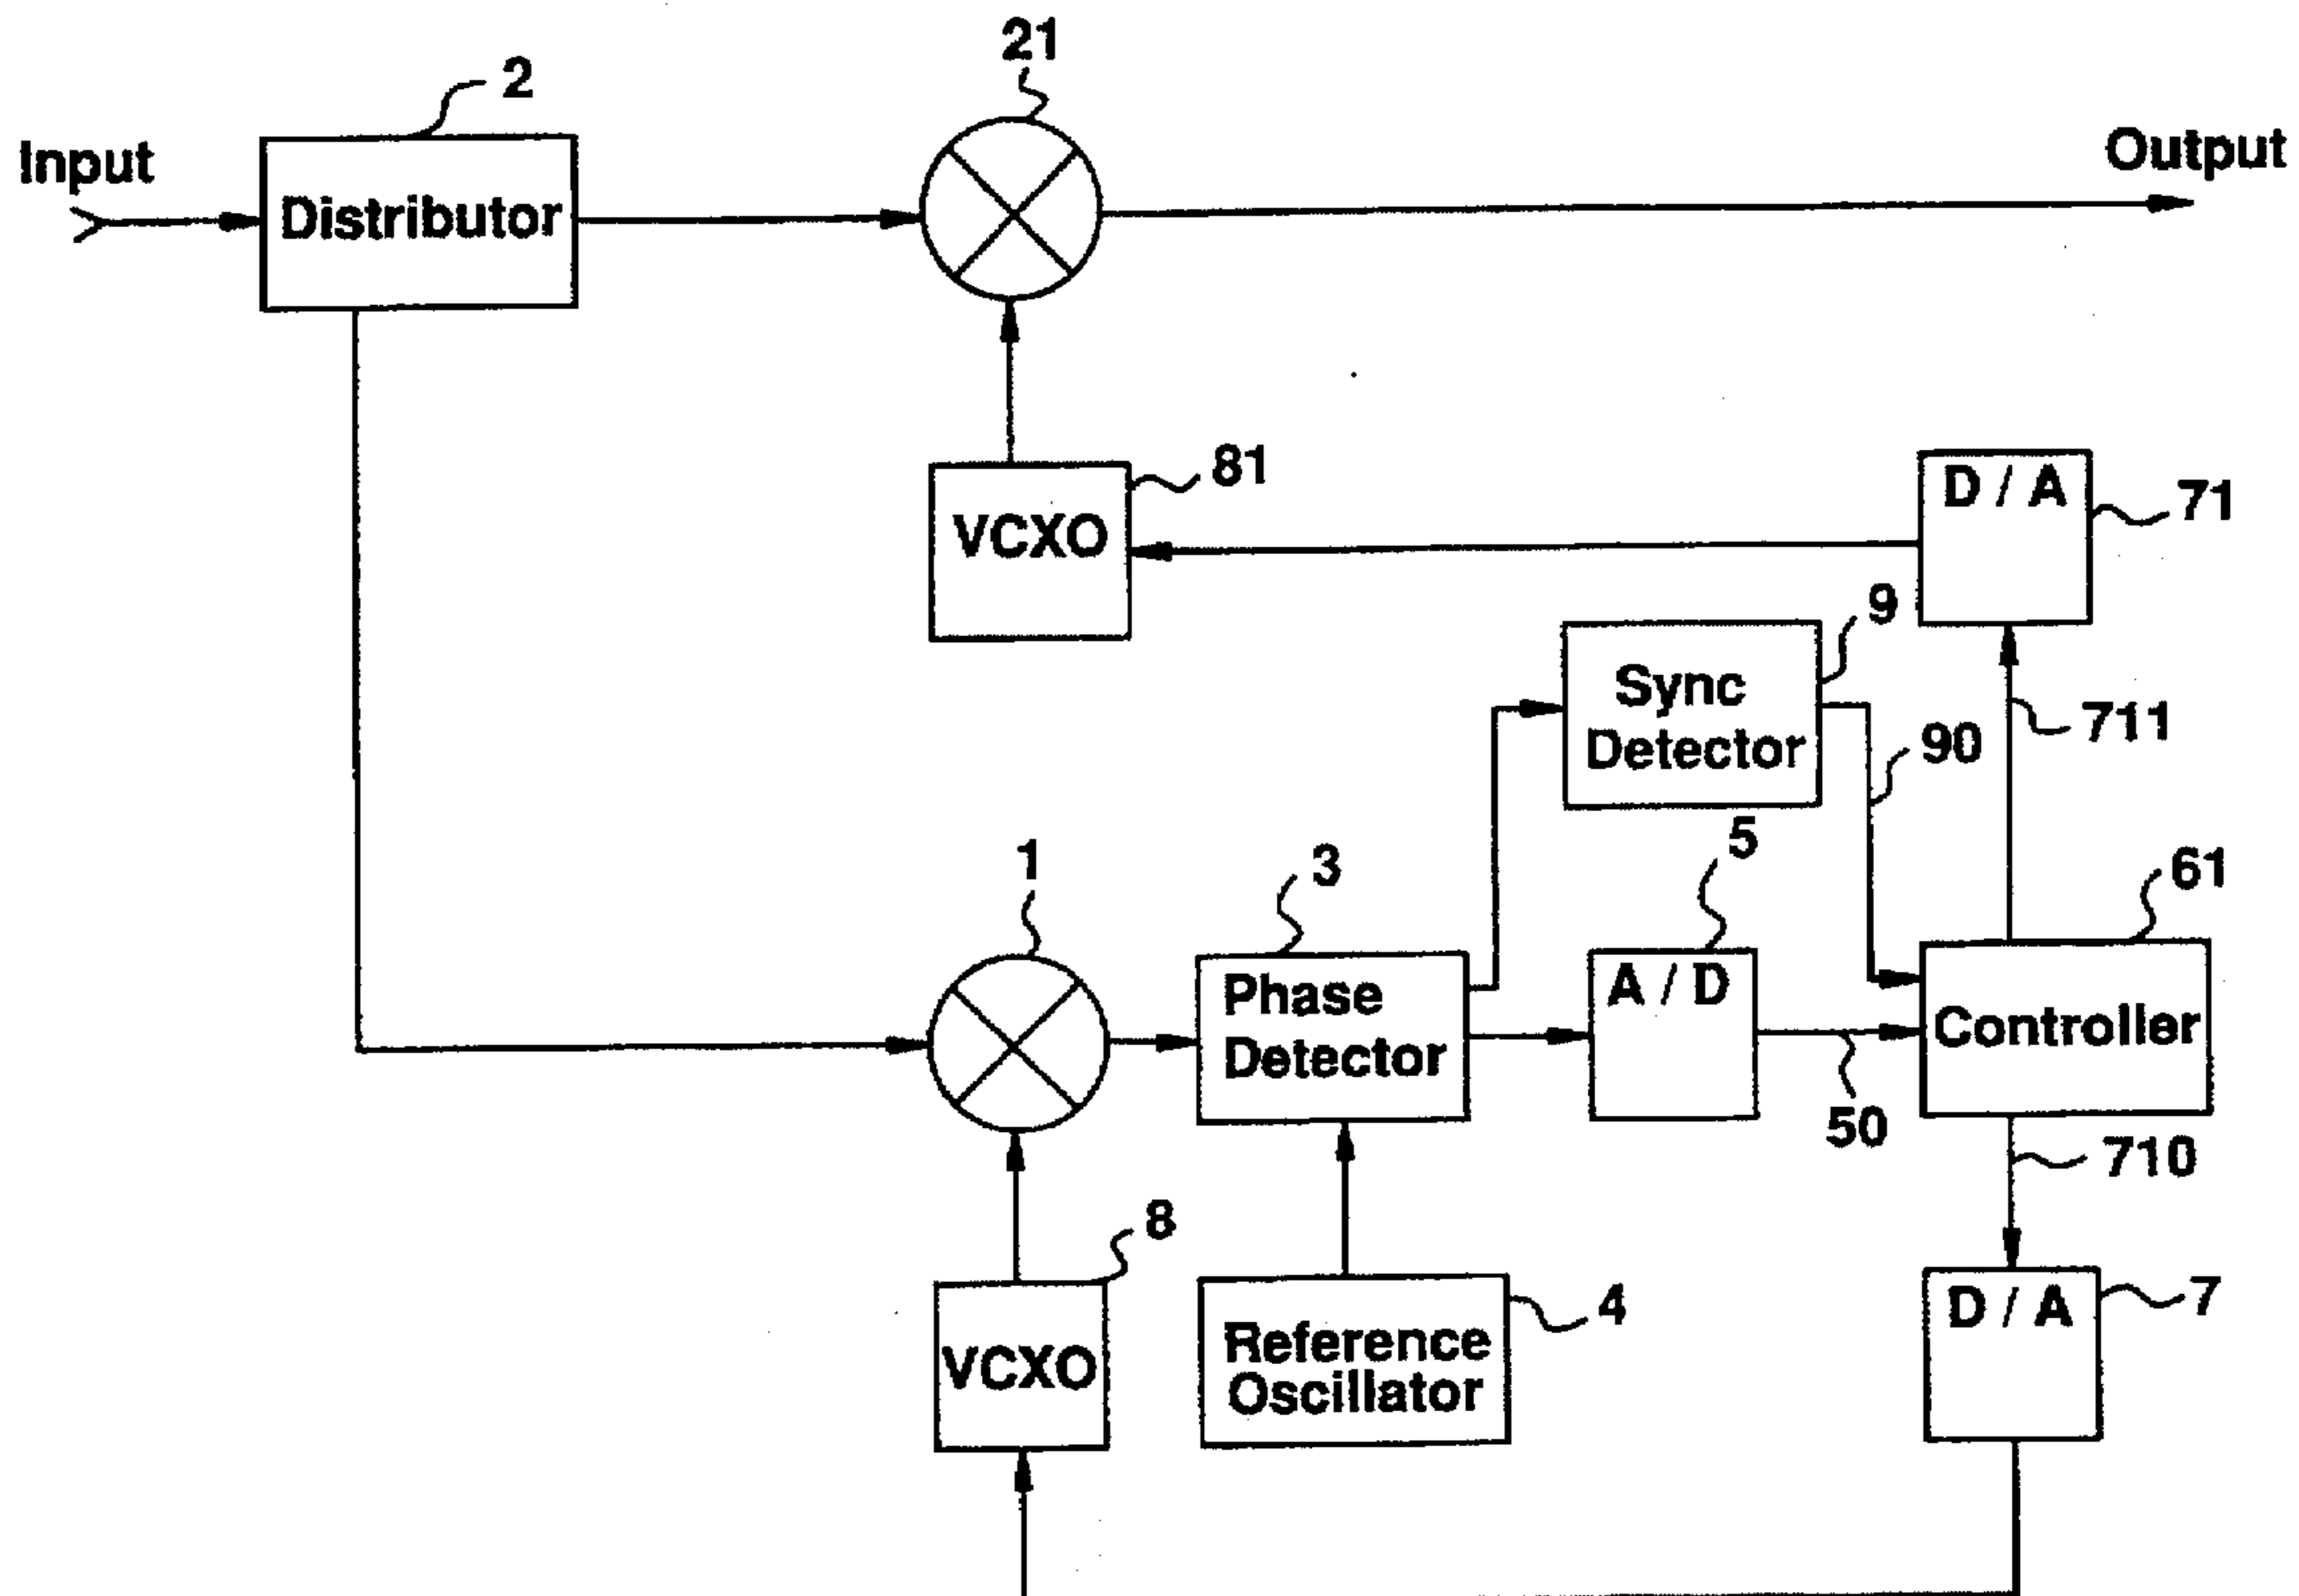 21
2
Input
Output
Distributor
81
D / A
71
VCXO
9
Sync
Detector
711
90
5
1
3
61
Phase
Detector
A / D
Controller
50
710
8
4
D / A
7
Reference
Oscillator
VCXO